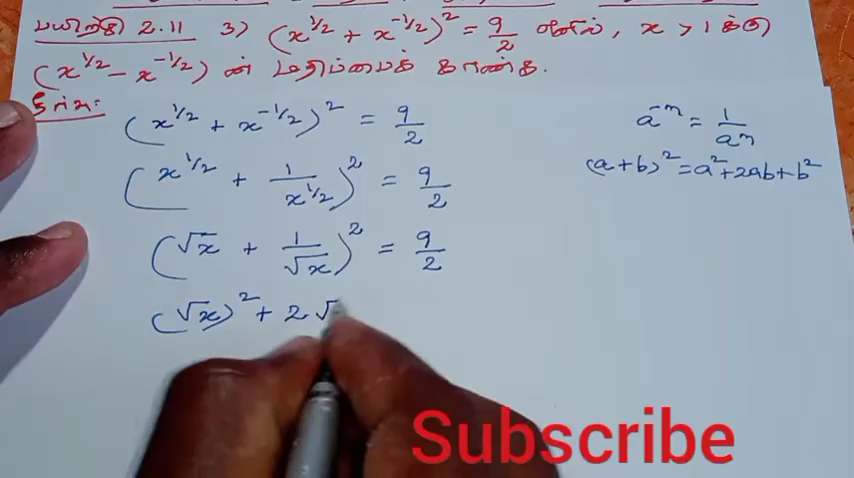 பயிற்சி 2.11 3) (x^{1/2} + x^{-1/2})^2 = 9/2 எனில், x > 1 க்கு
(x^{1/2} - x^{-1/2}) ன் மதிப்பைக் காண்க.
தீர்வு:
(x^{1/2} + x^{-1/2})^2 = 9/2
a^{-m} = 1/a^m
(x^{1/2} + 1/x^{1/2})^2 = 9/2
(a+b)^2 = a^2+2ab+b^2
(√x + 1/√x)^2 = 9/2
(√x)^2 + 2 √
Subscribe